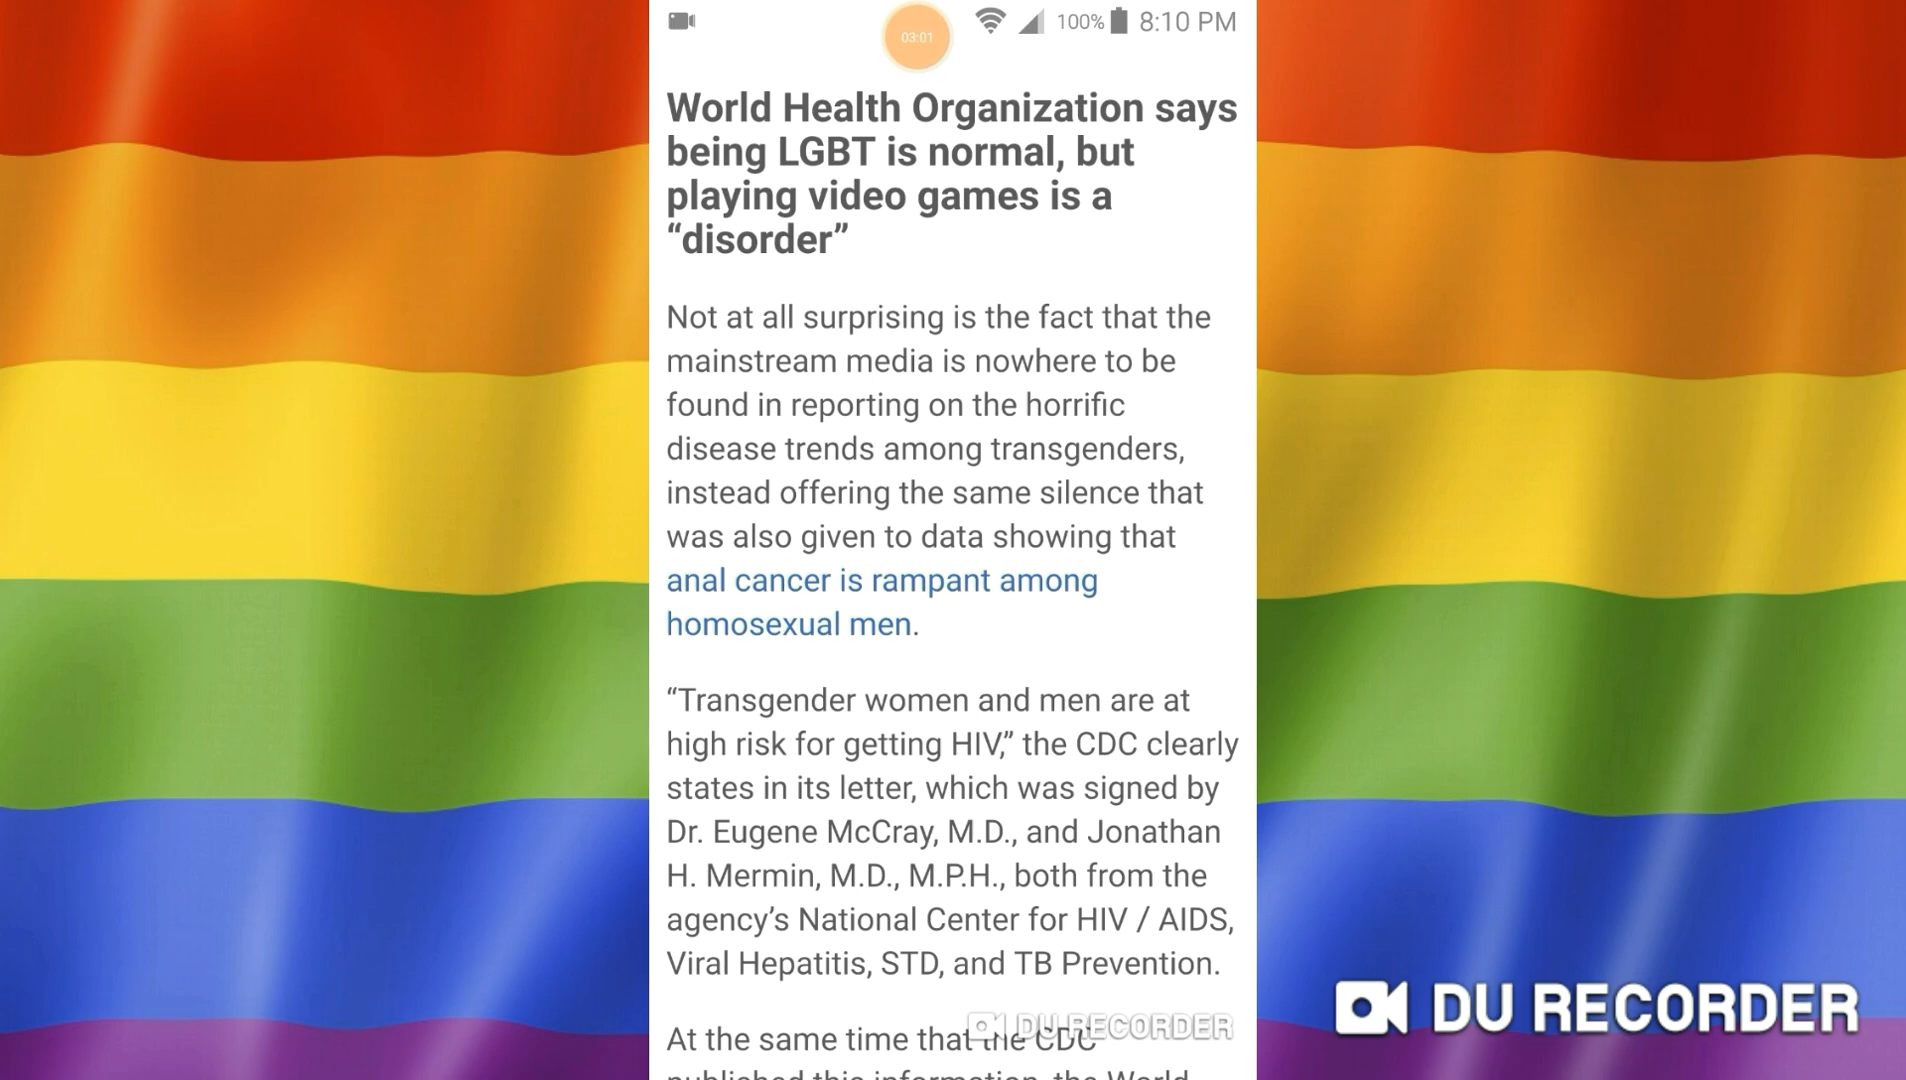 03:01
100%
8:10 PM
World Health Organization says
being LGBT is normal, but
playing video games is a
“disorder”
Not at all surprising is the fact that the
mainstream media is nowhere to be
found in reporting on the horrific
disease trends among transgenders,
instead offering the same silence that
was also given to data showing that
anal cancer is rampant among
homosexual men.
“Transgender women and men are at
high risk for getting HIV,” the CDC clearly
states in its letter, which was signed by
Dr. Eugene McCray, M.D., and Jonathan
H. Mermin, M.D., M.P.H., both from the
agency’s National Center for HIV / AIDS,
Viral Hepatitis, STD, and TB Prevention.
DU RECORDER
At the same time that the CDC
published this information, the World
DU RECORDER